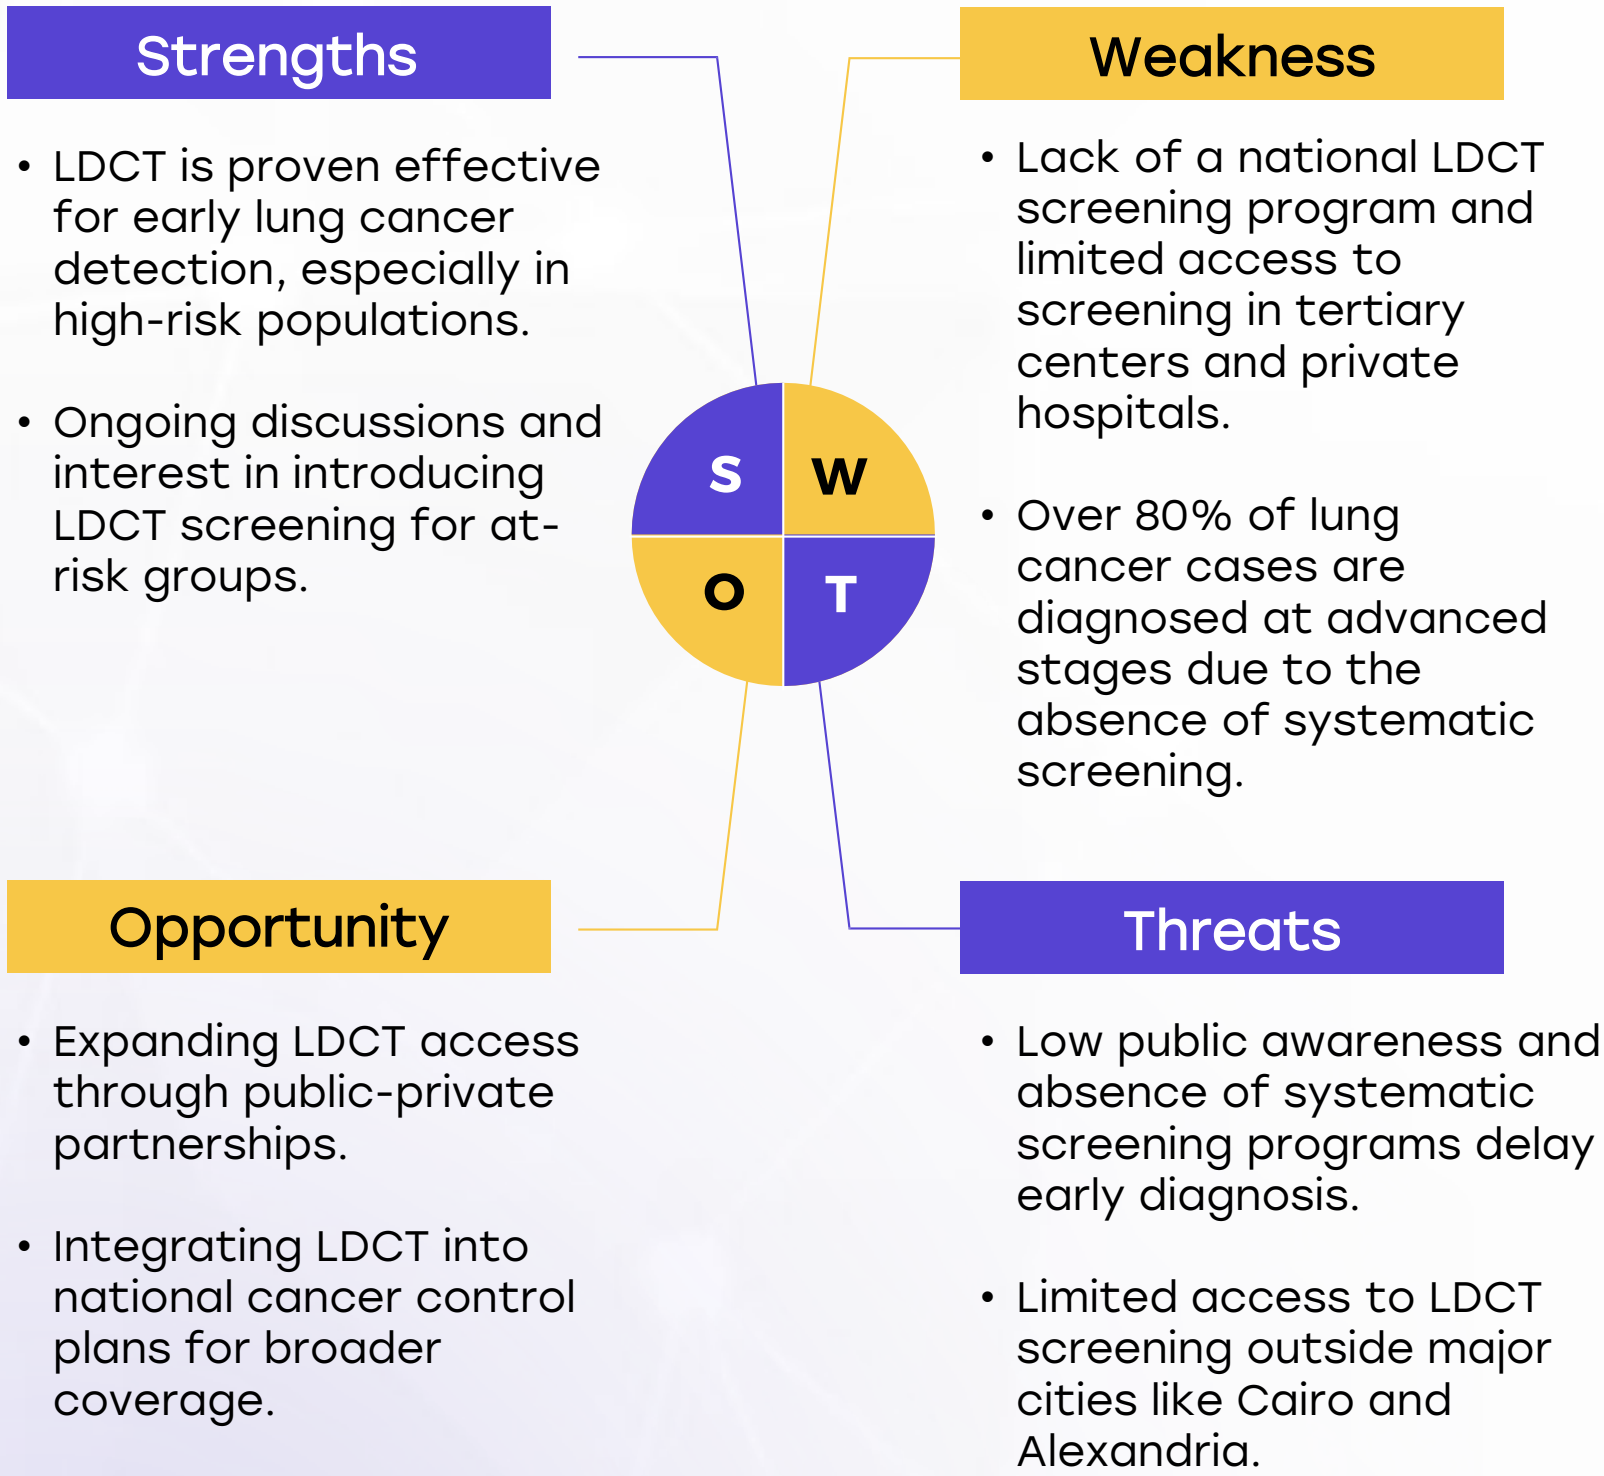 Strengths
• LDCT is proven effective
for early lung cancer
detection, especially in
high-risk populations.
• Ongoing discussions and
interest in introducing
LDCT screening for at-
risk groups.
Weakness
• Lack of a national LDCT
screening program and
limited access to
screening in tertiary
centers and private
hospitals.
• Over 80% of lung
cancer cases are
diagnosed at advanced
stages due to the
absence of systematic
screening.
S
W
O
T
Opportunity
• Expanding LDCT access
through public-private
partnerships.
• Integrating LDCT into
national cancer control
plans for broader
coverage.
Threats
• Low public awareness and
absence of systematic
screening programs delay
early diagnosis.
• Limited access to LDCT
screening outside major
cities like Cairo and
Alexandria.